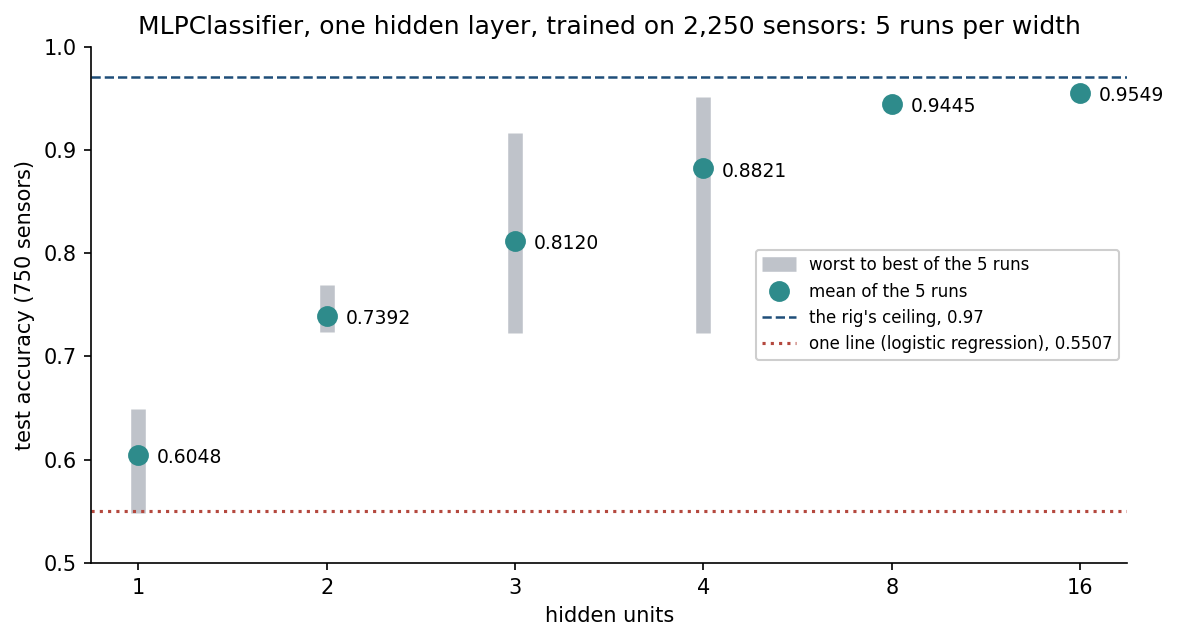 MLPClassifier, one hidden layer, trained on 2,250 sensors: 5 runs per width
test accuracy (750 sensors)
1.0
0.9
0.8
0.7
0.6
0.5
0.6048
0.7392
0.8120
0.8821
0.9445
0.9549
worst to best of the 5 runs
mean of the 5 runs
the rig's ceiling, 0.97
one line (logistic regression), 0.5507
1
2
3
4
8
16
hidden units